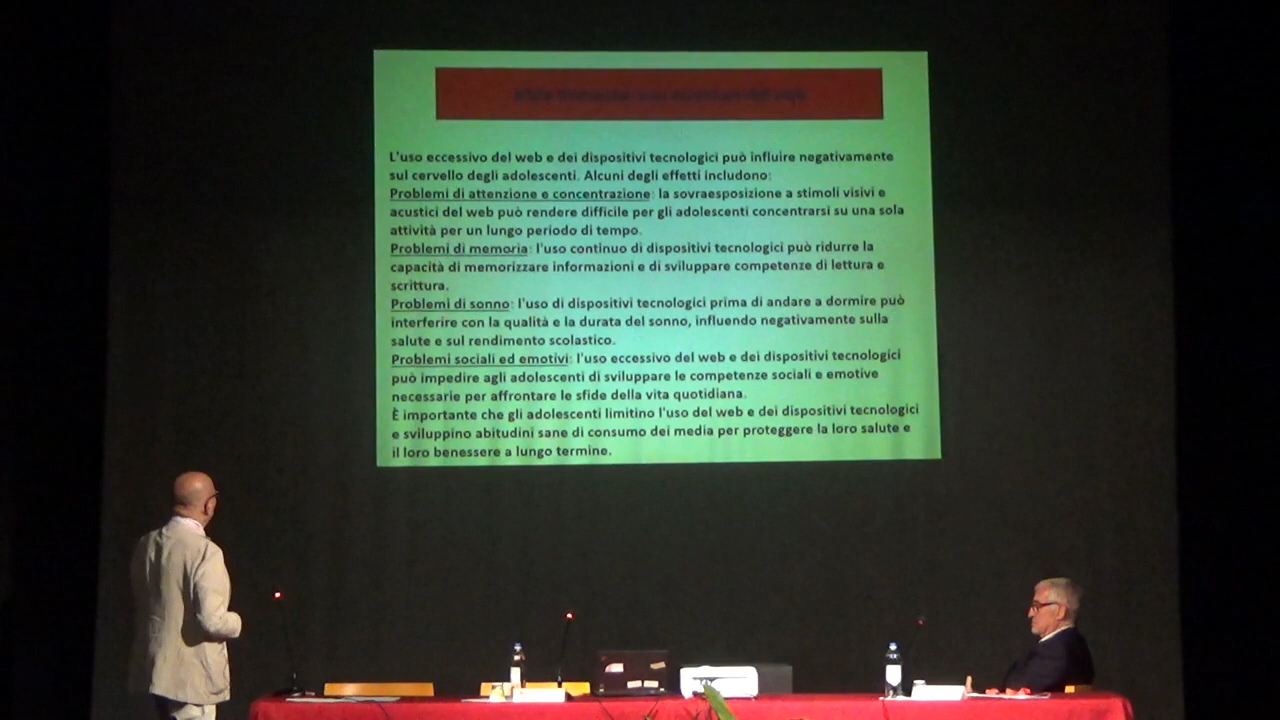 L'uso eccessivo del web e dei dispositivi tecnologici può influire negativamente
sul cervello degli adolescenti. Alcuni degli effetti includono:
Problemi di attenzione e concentrazione: la sovraesposizione a stimoli visivi e
acustici del web può rendere difficile per gli adolescenti concentrarsi su una sola
attività per un lungo periodo di tempo.
Problemi di memoria: l'uso continuo di dispositivi tecnologici può ridurre la
capacità di memorizzare informazioni e di sviluppare competenze di lettura e
scrittura.
Problemi di sonno: l'uso di dispositivi tecnologici prima di andare a dormire può
interferire con la qualità e la durata del sonno, influendo negativamente sulla
salute e sul rendimento scolastico.
Problemi sociali ed emotivi: l'uso eccessivo del web e dei dispositivi tecnologici
può impedire agli adolescenti di sviluppare le competenze sociali e emotive
necessarie per affrontare le sfide della vita quotidiana.
È importante che gli adolescenti limitino l'uso del web e dei dispositivi tecnologici
e sviluppino abitudini sane di consumo dei media per proteggere la loro salute e
il loro benessere a lungo termine.